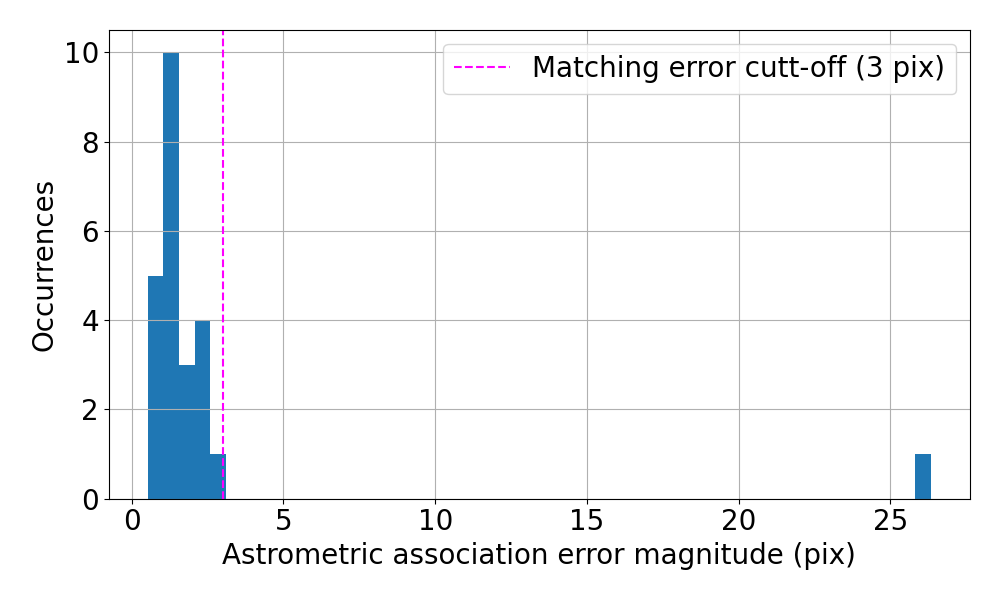 Matching error cutt-off (3 pix)
10
8
6
4
2
0
Occurrences
0 5 10 15 20 25
Astrometric association error magnitude (pix)